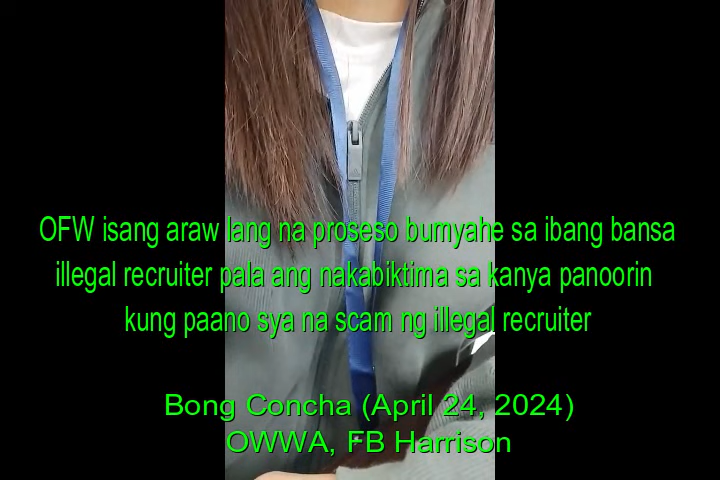 OFW isang araw lang na proseso bumyahe sa ibang bansa
illegal recruiter pala ang nakabiktima sa kanya panoorin
kung paano sya na scam ng illegal recruiter
Bong Concha (April 24, 2024)
OWWA, FB Harrison